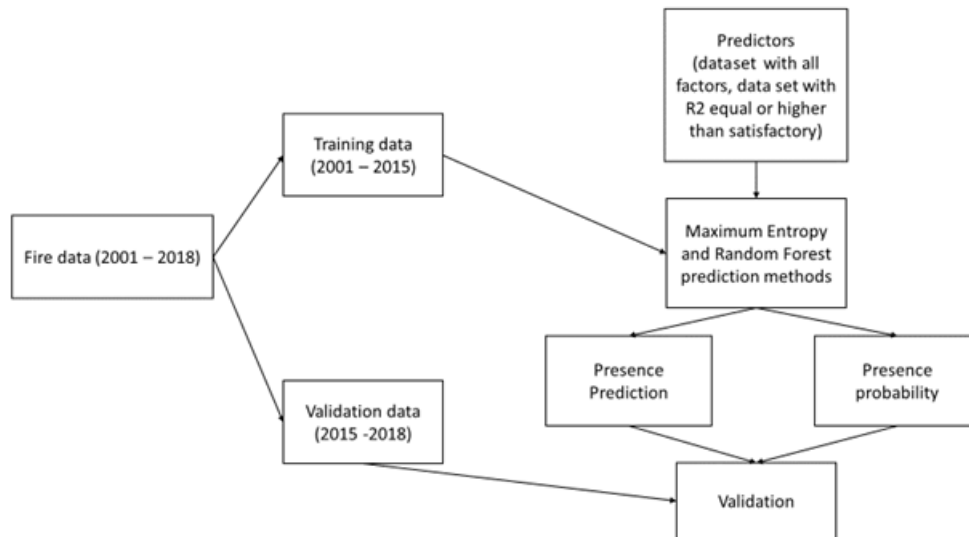 Predictors
(dataset with all
factors, data set with
R2 equal or higher
than satisfactory)
Training data
(2001 – 2015)
Fire data (2001 – 2018)
Maximum Entropy
and Random Forest
prediction methods
Presence
Prediction
Presence
probability
Validation data
(2015 -2018)
Validation